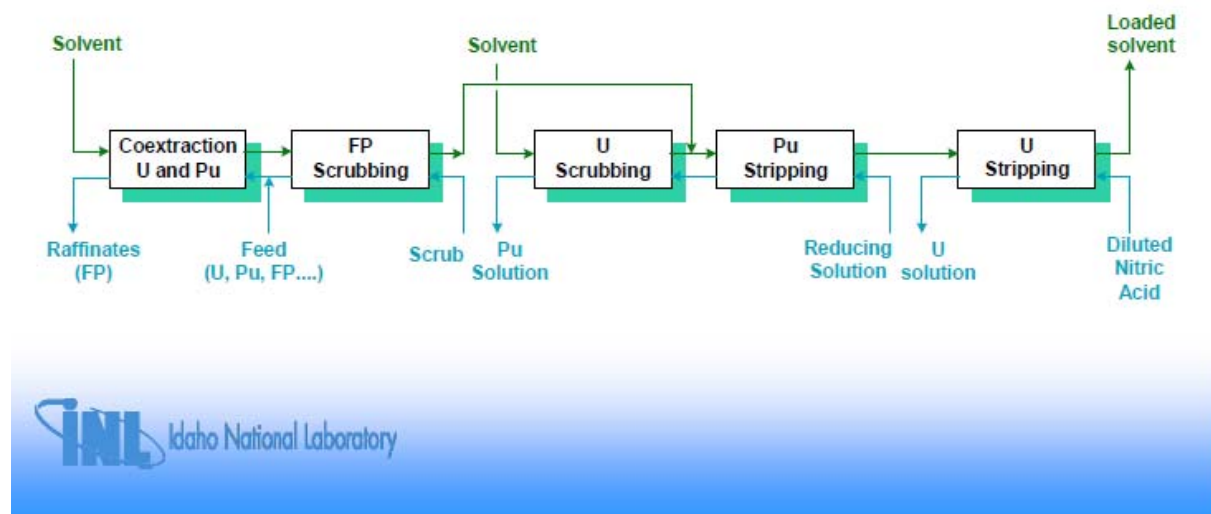 Solvent
Solvent
Loaded
solvent
Coextraction
U and Pu
FP
Scrubbing
U
Scrubbing
Pu
Stripping
U
Stripping
Raffinates
(FP)
Feed
(U, Pu, FP....)
Scrub
Pu
Solution
Reducing
Solution
U
solution
Diluted
Nitric
Acid
INL Idaho National Laboratory